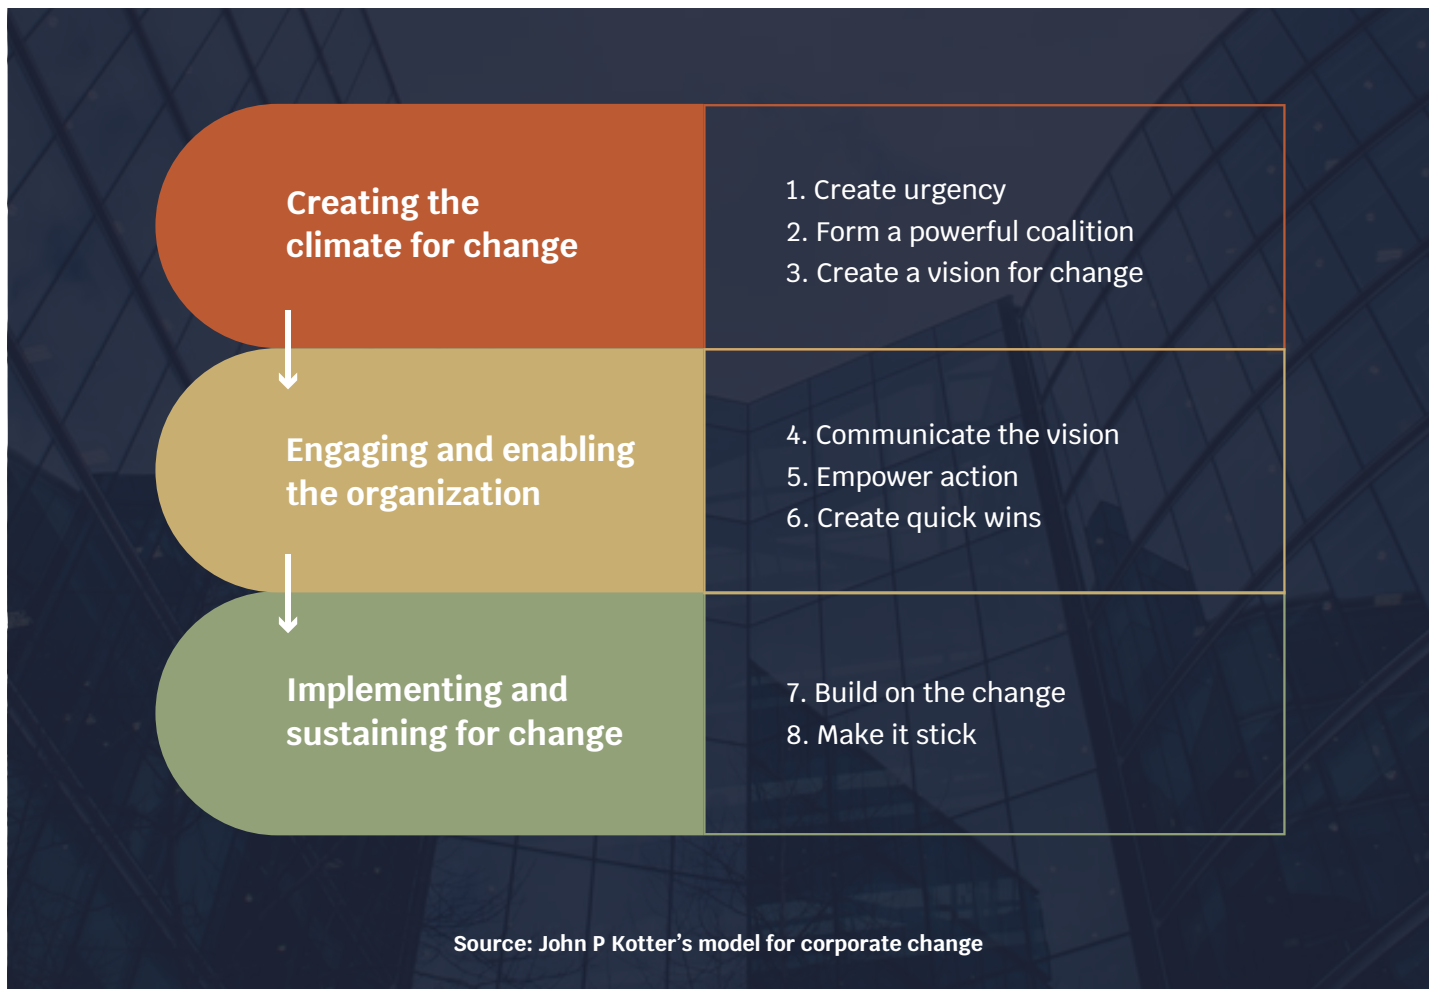 Creating the
climate for change
1. Create urgency
2. Form a powerful coalition
3. Create a vision for change
Engaging and enabling
the organization
4. Communicate the vision
5. Empower action
6. Create quick wins
Implementing and
sustaining for change
7. Build on the change
8. Make it stick
Source: John P Kotter’s model for corporate change